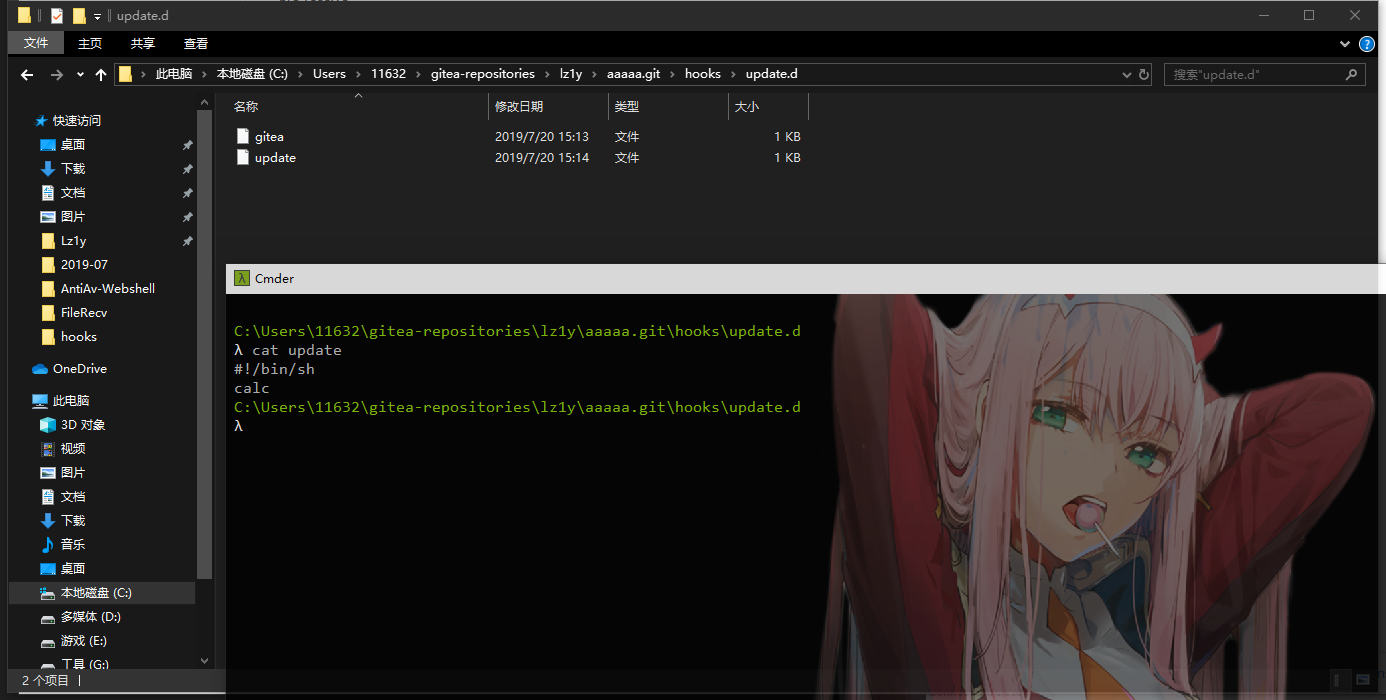 update.d
文件 主页 共享 查看
此电脑 › 本地磁盘 (C:) › Users › 11632 › gitea-repositories › lz1y › aaaaa.git › hooks › update.d
搜索"update.d"
名称 修改日期 类型 大小
gitea 2019/7/20 15:13 文件 1 KB
update 2019/7/20 15:14 文件 1 KB
快速访问
桌面
下载
文档
图片
Lz1y
2019-07
AntiAv-Webshell
FileRecv
hooks
OneDrive
此电脑
3D 对象
视频
图片
文档
下载
音乐
桌面
本地磁盘 (C:)
多媒体 (D:)
游戏 (E:)
工具 (G:)
2 个项目
Cmder
C:\Users\11632\gitea-repositories\lz1y\aaaaa.git\hooks\update.d
λ cat update
#!/bin/sh
calc
C:\Users\11632\gitea-repositories\lz1y\aaaaa.git\hooks\update.d
λ